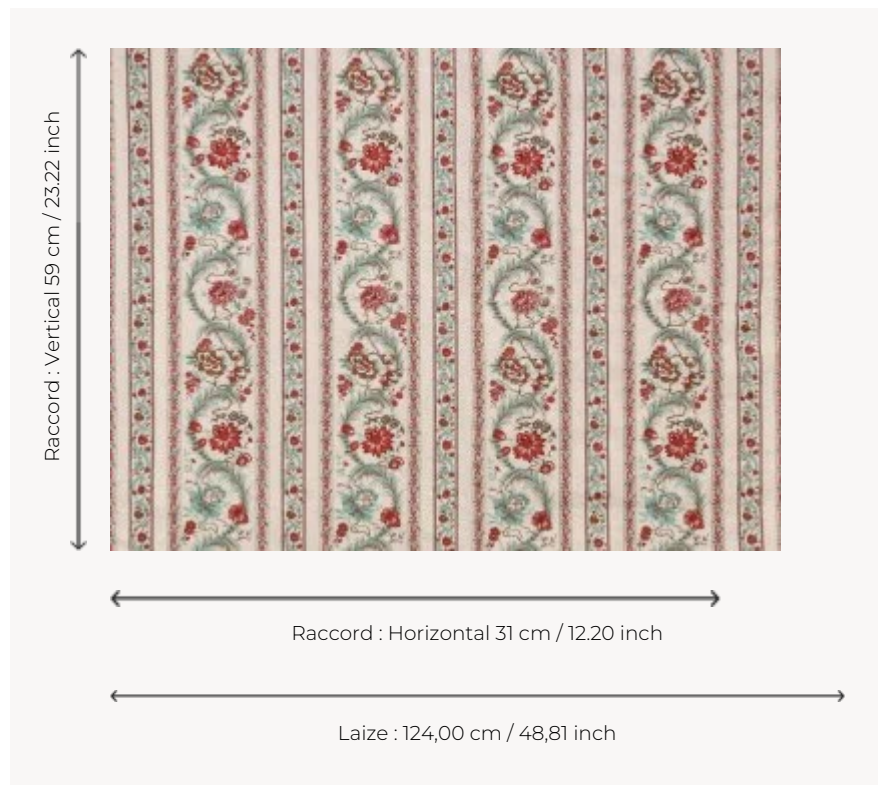 Raccord : Vertical 59 cm / 23.22 inch
Raccord : Horizontal 31 cm / 12.20 inch
Laize : 124,00 cm / 48,81 inch